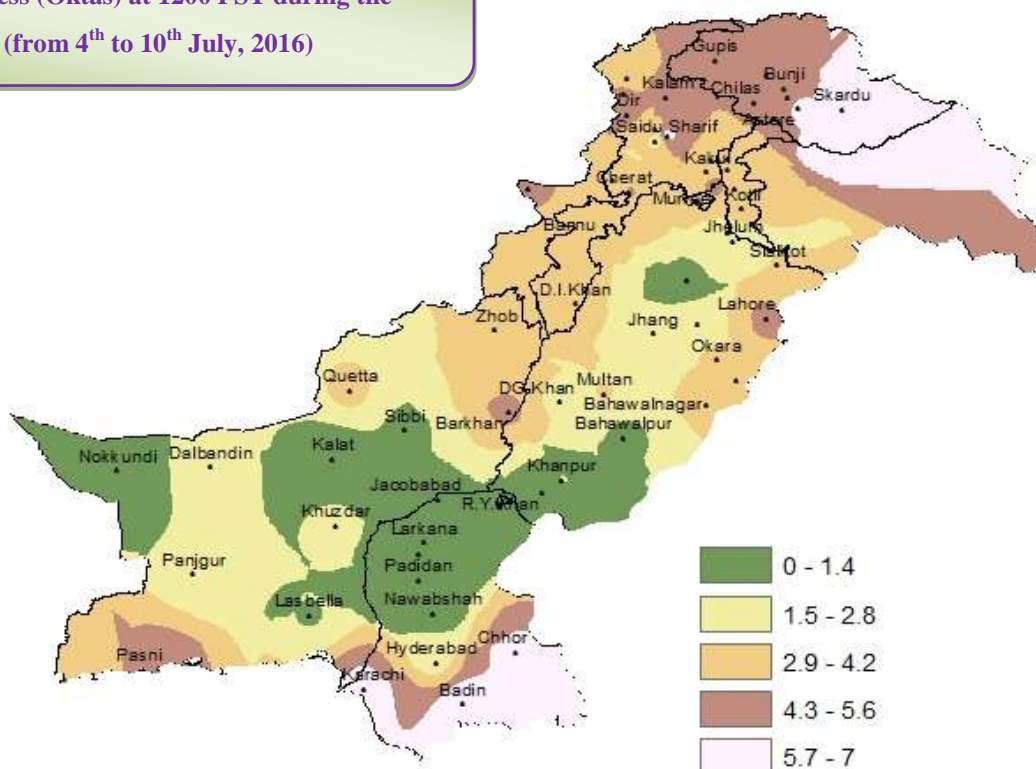 ess (Oktas) at 1200 PST during the
(from 4th to 10th July, 2016)
Gupis
Bunji
Kalam
Chilas
Skardu
Dir
Astore
Saidu Sharif
Kakul
Cherat
Murree
Kotli
Bannu
Jhelum
Sialkot
D.I.Khan
Lahore
Zhob
Jhang
Okara
Quetta
DG.Khan
Multan
Bahawalnagar
Sibbi
Barkhan
Bahawalpur
Kalat
Nokkundi
Dalbandin
Khanpur
Jacobabad
R.Y.Khan
Khuzdar
Larkana
Panjgur
Padidan
0 - 1.4
Lasbella
Nawabshah
1.5 - 2.8
Chhor
Hyderabad
Pasni
2.9 - 4.2
Karachi
Badin
4.3 - 5.6
5.7 - 7